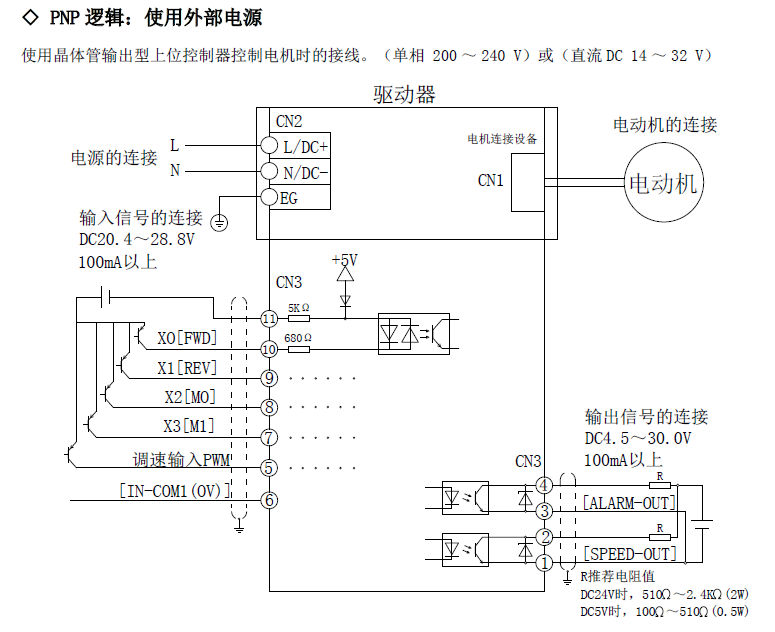 ◇ PNP 逻辑：使用外部电源
使用晶体管输出型上位控制器控制电机时的接线。（单相 200 ～ 240 V）或（直流 DC 14 ～ 32 V）
驱动器
CN2
电机连接设备
电动机的连接
电源的连接
L
L/DC+
N
N/DC-
EG
CN1
电动机
输入信号的连接
DC20.4～28.8V
100mA以上
+5V
CN3
11
5KΩ
X0[FWD]
10
680Ω
X1[REV]
9
X2[M0]
8
X3[M1]
7
调速输入PWM
5
[IN-COM1(0V)]
6
输出信号的连接
DC4.5～30.0V
100mA以上
CN3
4
R
3
[ALARM-OUT]
2
R
1
[SPEED-OUT]
R推荐电阻值
DC24V时，510Ω～2.4KΩ(2W)
DC5V时，100Ω～510Ω(0.5W)